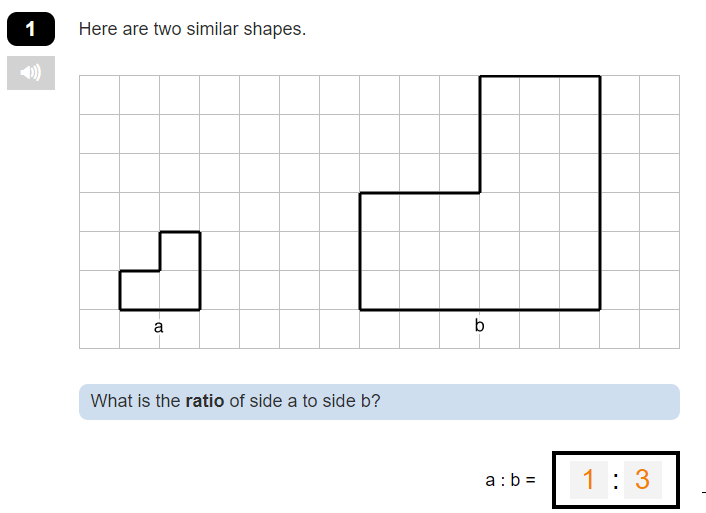 1
Here are two similar shapes.
a
b
What is the ratio of side a to side b?
a : b = 1 : 3